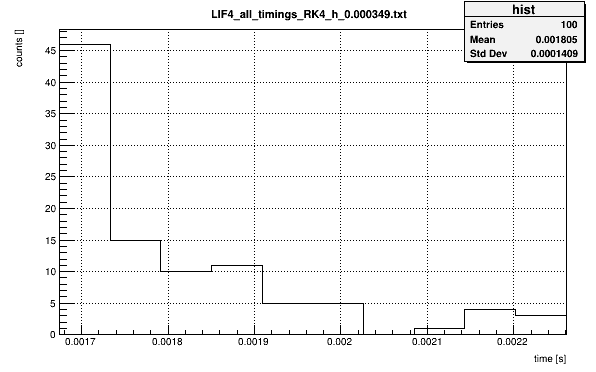 LIF4_all_timings_RK4_h_0.000349.txt
hist
Entries 100
Mean 0.001805
Std Dev 0.0001409
counts []
45
40
35
30
25
20
15
10
5
0
0.0017 0.0018 0.0019 0.002 0.0021 0.0022
time [s]